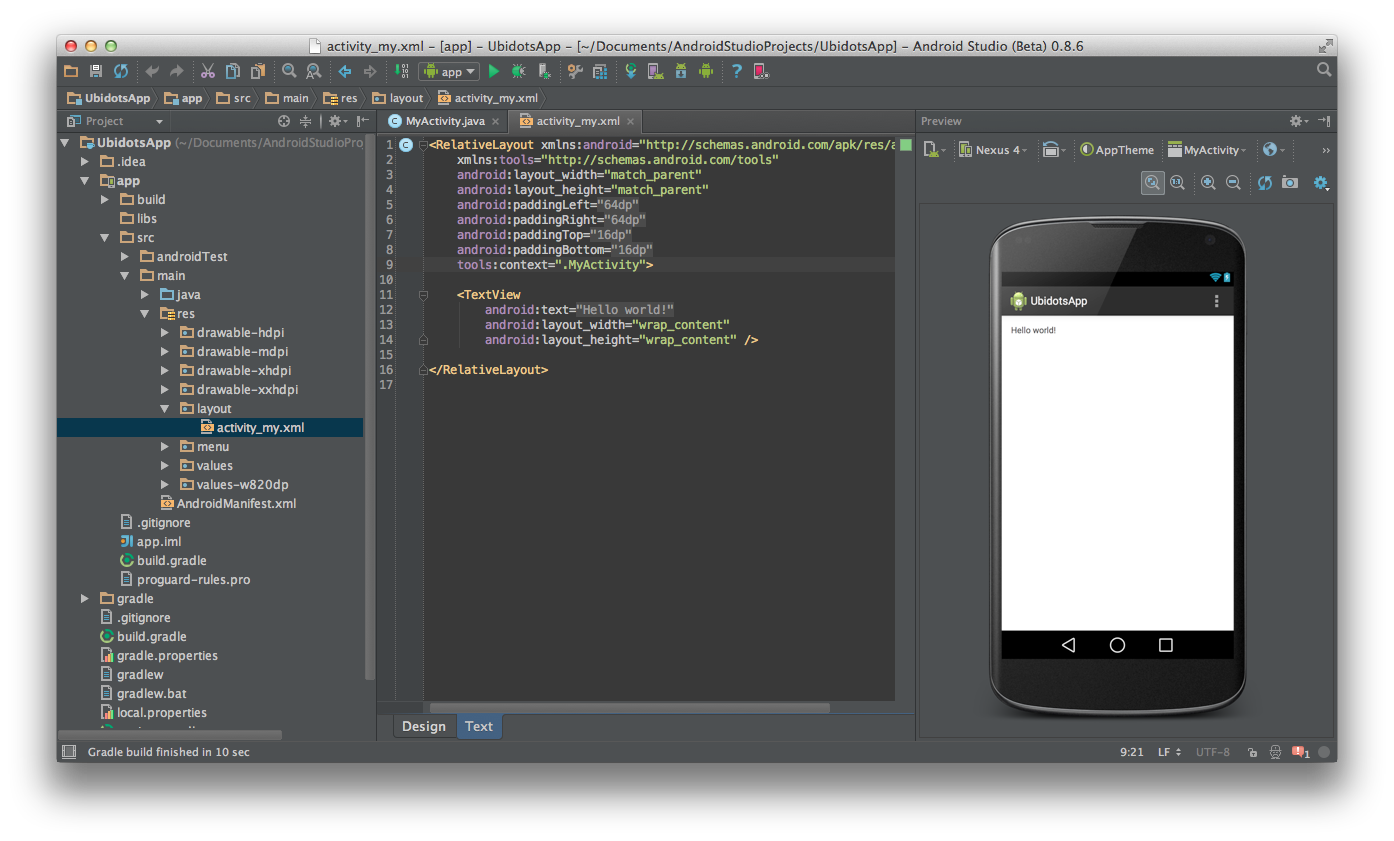 activity_my.xml – [app] – UbidotsApp – [~/Documents/AndroidStudioProjects/UbidotsApp] – Android Studio (Beta) 0.8.6
app
?
UbidotsApp app src main res layout activity_my.xml
Project
MyActivity.java activity_my.xml
Preview
UbidotsApp (~/Documents/AndroidStudioPro
.idea
app
build
libs
src
androidTest
main
java
res
drawable-hdpi
drawable-mdpi
drawable-xhdpi
drawable-xxhdpi
layout
activity_my.xml
menu
values
values-w820dp
AndroidManifest.xml
.gitignore
app.iml
build.gradle
proguard-rules.pro
gradle
.gitignore
build.gradle
gradle.properties
gradlew
gradlew.bat
local.properties
1 <RelativeLayout xmlns:android="http://schemas.android.com/apk/res/a
2 xmlns:tools="http://schemas.android.com/tools"
3 android:layout_width="match_parent"
4 android:layout_height="match_parent"
5 android:paddingLeft="64dp"
6 android:paddingRight="64dp"
7 android:paddingTop="16dp"
8 android:paddingBottom="16dp"
9 tools:context=".MyActivity">
10
11 <TextView
12 android:text="Hello world!"
13 android:layout_width="wrap_content"
14 android:layout_height="wrap_content" />
15
16 </RelativeLayout>
17
Design Text
Nexus 4 AppTheme MyActivity »
1:1
UbidotsApp
Hello world!
Gradle build finished in 10 sec
9:21 LF UTF-8 1